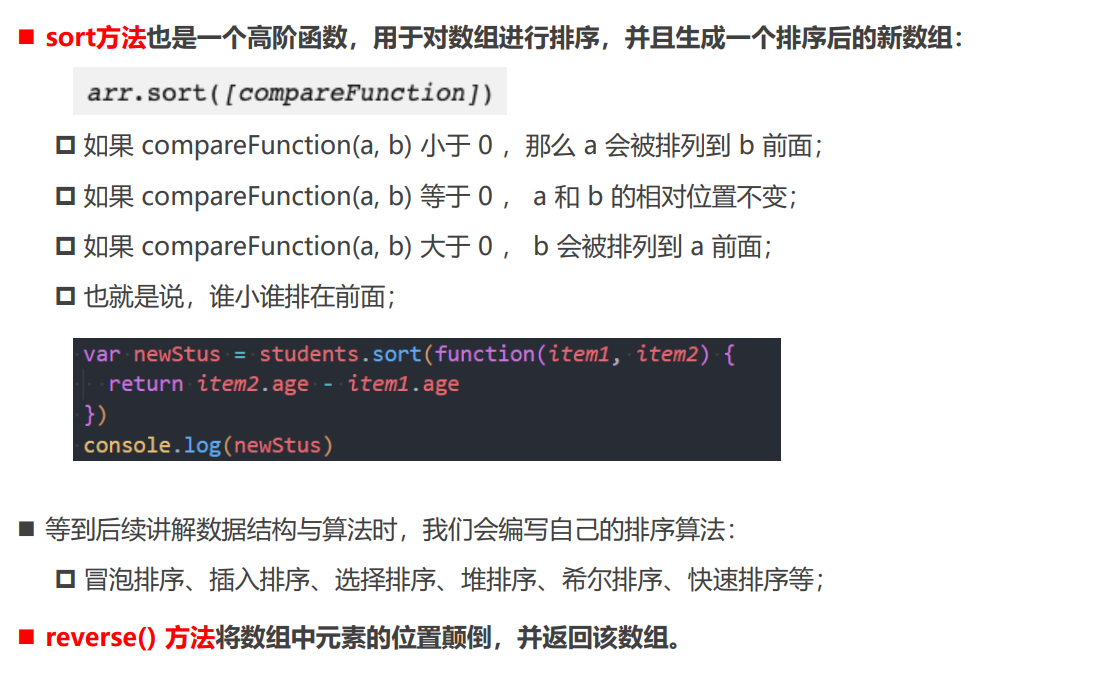 sort方法也是一个高阶函数，用于对数组进行排序，并且生成一个排序后的新数组：
arr.sort([compareFunction])
如果 compareFunction(a, b) 小于 0 ，那么 a 会被排列到 b 前面；
如果 compareFunction(a, b) 等于 0 ， a 和 b 的相对位置不变；
如果 compareFunction(a, b) 大于 0 ， b 会被排列到 a 前面；
也就是说，谁小谁排在前面；
var newStus = students.sort(function(item1, item2) {
  return item2.age - item1.age
})
console.log(newStus)
等到后续讲解数据结构与算法时，我们会编写自己的排序算法：
冒泡排序、插入排序、选择排序、堆排序、希尔排序、快速排序等；
reverse() 方法将数组中元素的位置颠倒，并返回该数组。